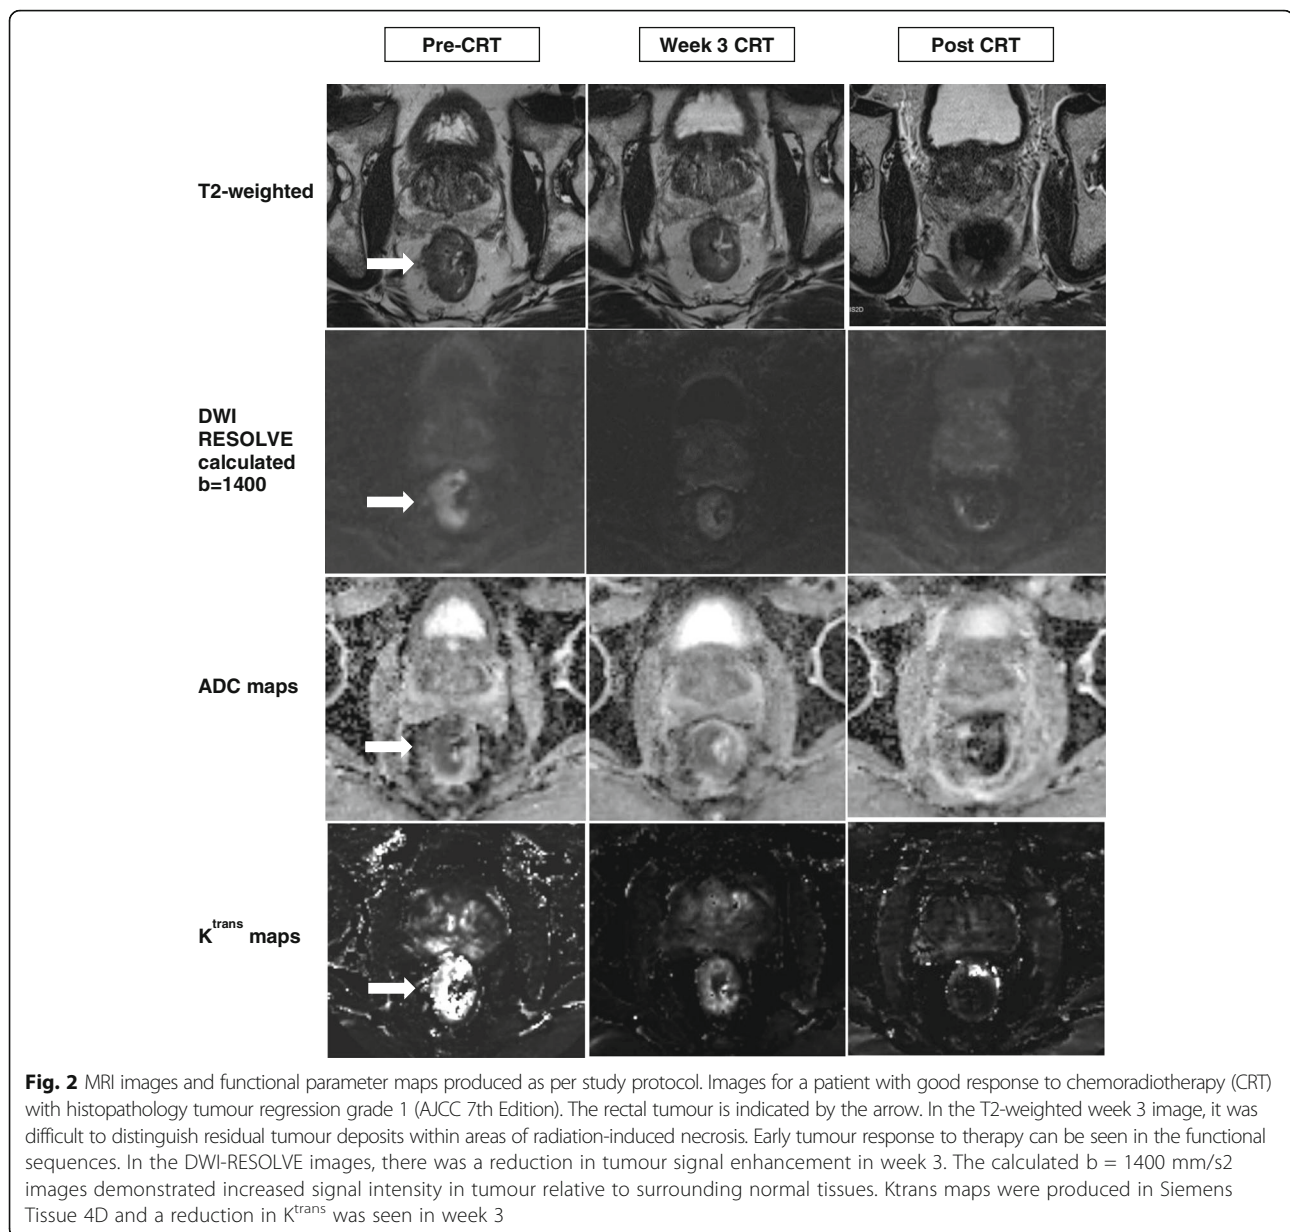 Pre-CRT
Week 3 CRT
Post CRT
T2-weighted
DWI
RESOLVE
calculated
b=1400
ADC maps
K^trans maps
Fig. 2 MRI images and functional parameter maps produced as per study protocol. Images for a patient with good response to chemoradiotherapy (CRT)
with histopathology tumour regression grade 1 (AJCC 7th Edition). The rectal tumour is indicated by the arrow. In the T2-weighted week 3 image, it was
difficult to distinguish residual tumour deposits within areas of radiation-induced necrosis. Early tumour response to therapy can be seen in the functional
sequences. In the DWI-RESOLVE images, there was a reduction in tumour signal enhancement in week 3. The calculated b = 1400 mm/s2
images demonstrated increased signal intensity in tumour relative to surrounding normal tissues. Ktrans maps were produced in Siemens
Tissue 4D and a reduction in K^trans was seen in week 3